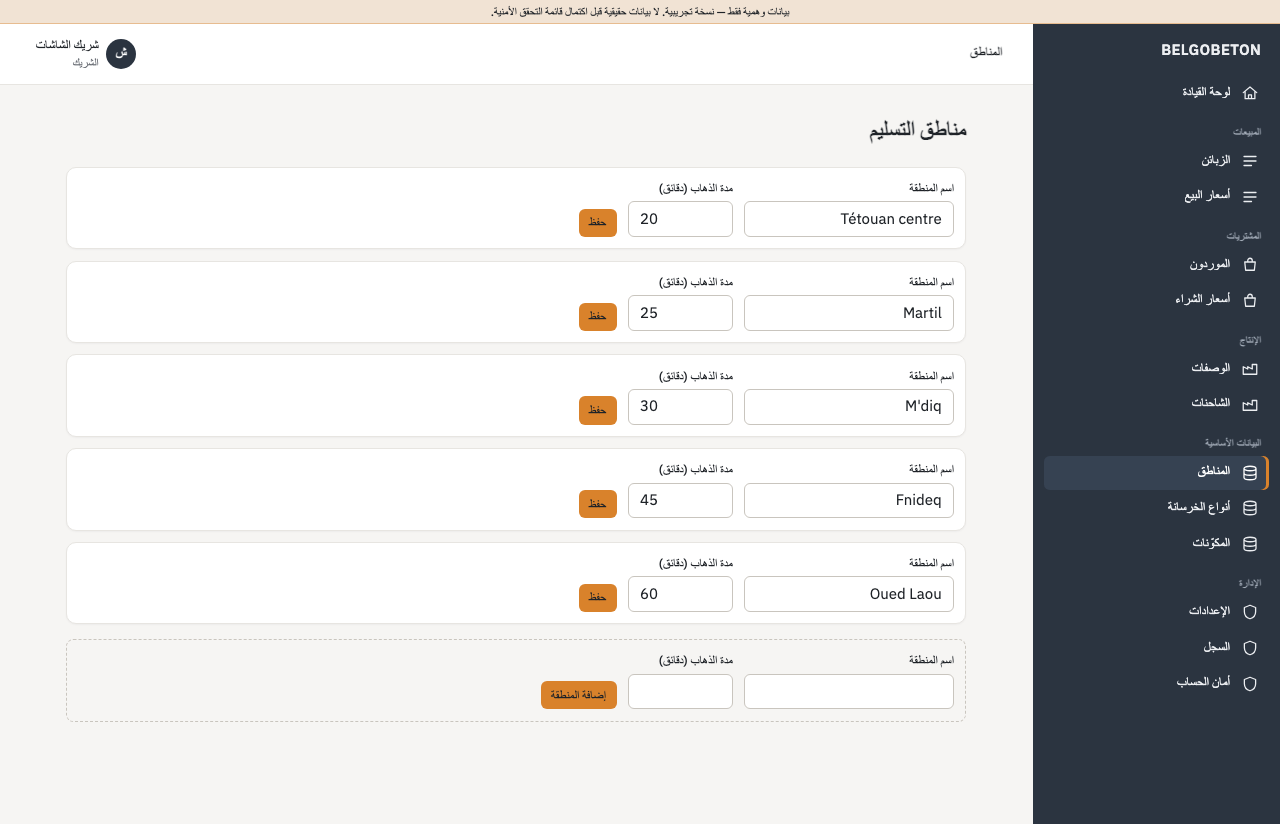 بيانات وهمية فقط — نسخة تجريبية. لا بيانات حقيقية قبل اكتمال قائمة التحقق الأمنية.
BELGOBETON
لوحة القيادة
المبيعات
الزبائن
أسعار البيع
المشتريات
الموردون
أسعار الشراء
الإنتاج
الوصفات
الشاحنات
البيانات الأساسية
المناطق
أنواع الخرسانة
المكوّنات
الإدارة
الإعدادات
السجل
أمان الحساب
المناطق
ش
شريك الشاشات
الشريك
مناطق التسليم
اسم المنطقة مدة الذهاب (دقائق)
Tétouan centre 20 حفظ
اسم المنطقة مدة الذهاب (دقائق)
Martil 25 حفظ
اسم المنطقة مدة الذهاب (دقائق)
M'diq 30 حفظ
اسم المنطقة مدة الذهاب (دقائق)
Fnideq 45 حفظ
اسم المنطقة مدة الذهاب (دقائق)
Oued Laou 60 حفظ
اسم المنطقة مدة الذهاب (دقائق)
إضافة المنطقة